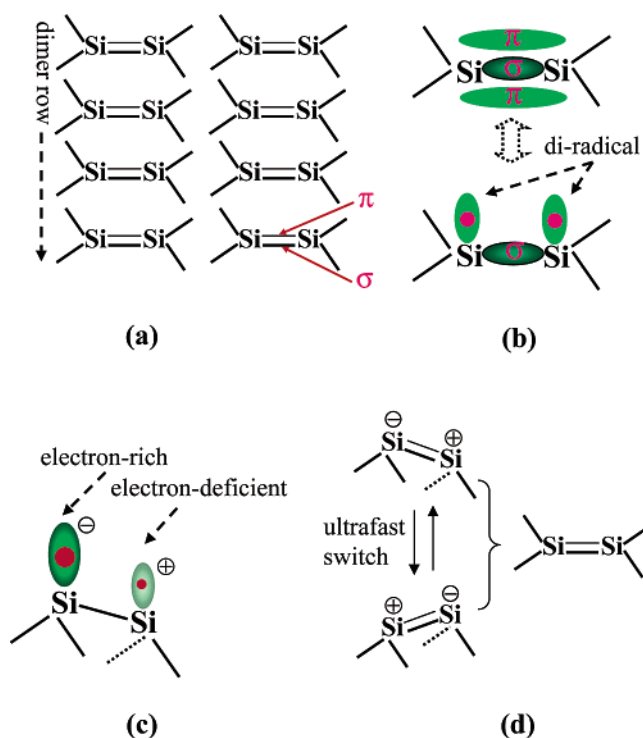 dimer row
Si Si Si Si
Si Si Si Si
Si Si Si Si
Si Si Si Si
π
σ
(a)
π
Si σ Si
π
di-radical
Si σ Si
(b)
electron-rich
electron-deficient
⊖
⊕
Si
Si
(c)
⊖
Si
⊕
Si
ultrafast
switch
⊕
Si
⊖
Si
Si Si
(d)